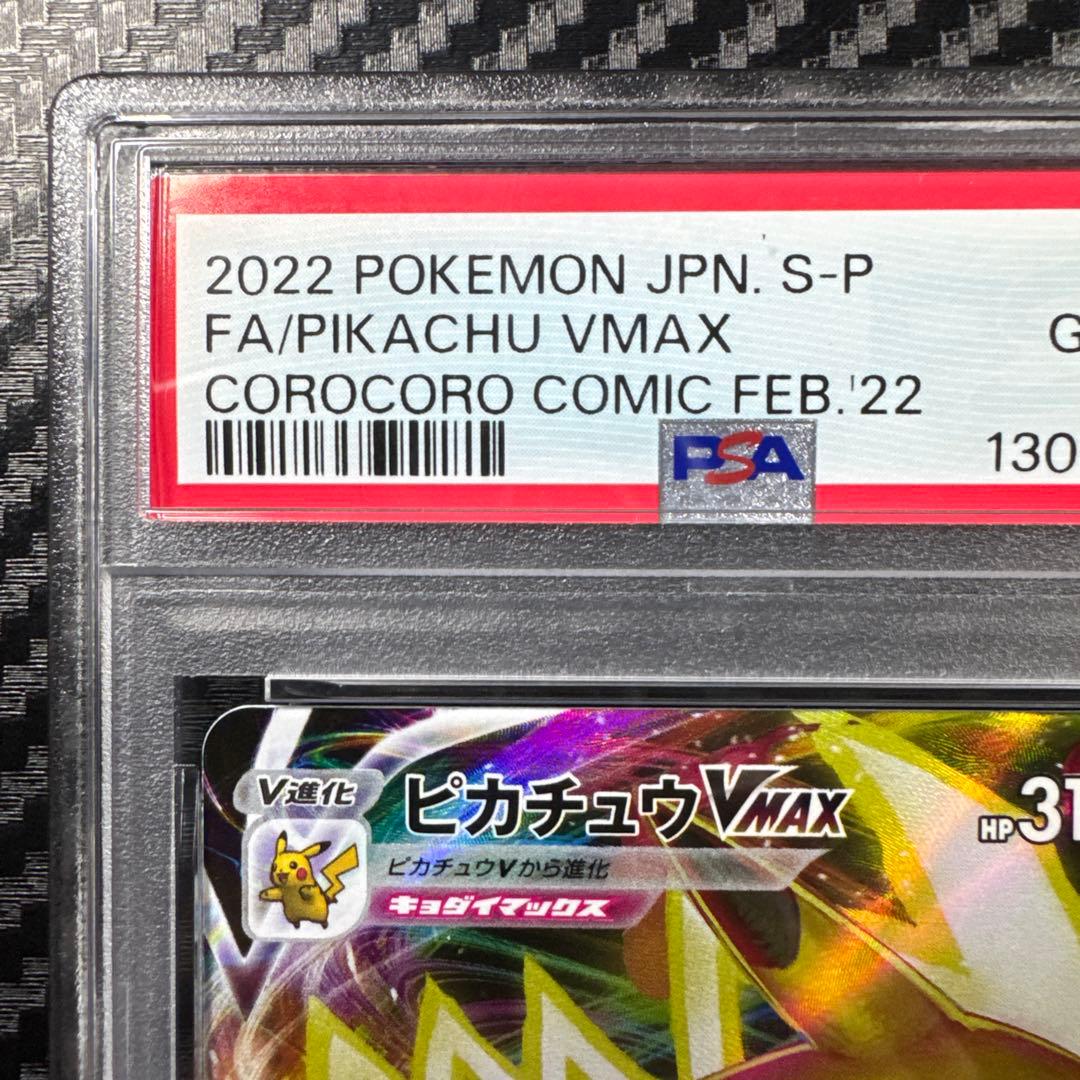 2022 POKEMON JPN. S-P
FA/PIKACHU VMAX
G
COROCORO COMIC FEB. '22
PSA
130
V進化
ピカチュウVMAX
HP31
ピカチュウVから進化
キョダイマックス